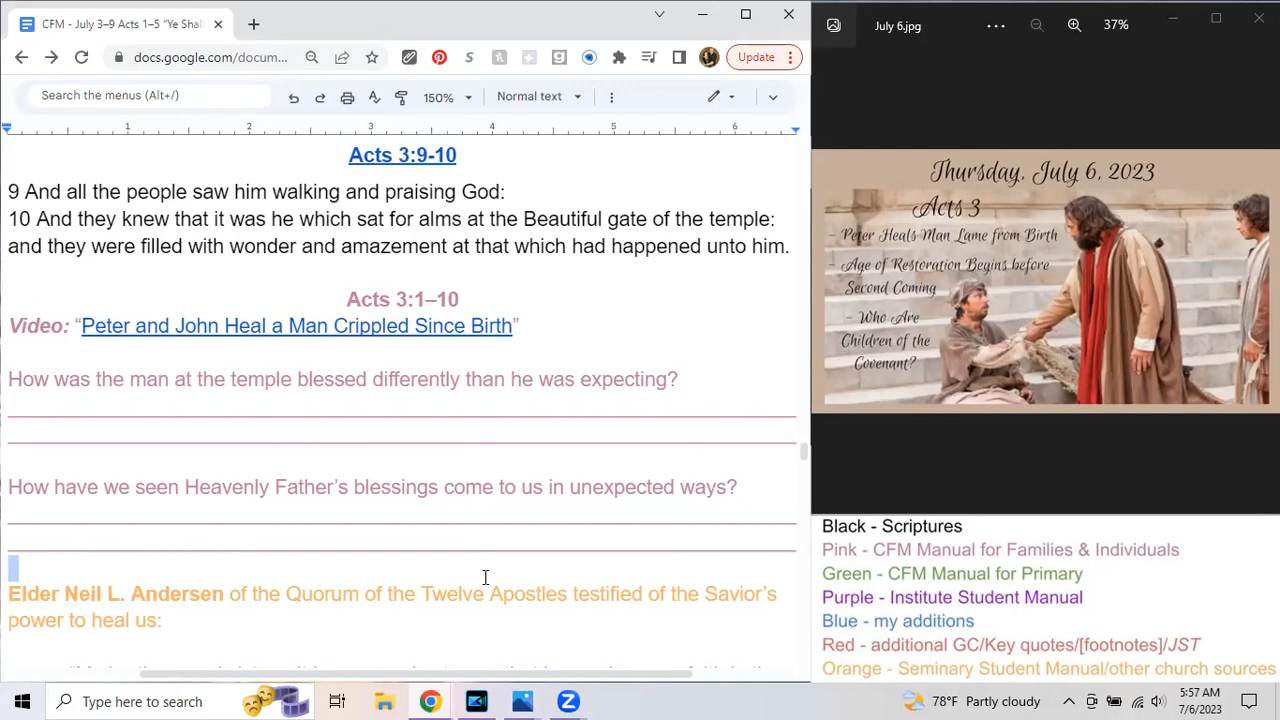 CFM - July 3–9 Acts 1–5 “Ye Shal
docs.google.com/docum...
Update
Search the menus (Alt+/)
150%
Normal text
1 2 3 4 5 6
Acts 3:9-10
9 And all the people saw him walking and praising God:
10 And they knew that it was he which sat for alms at the Beautiful gate of the temple:
and they were filled with wonder and amazement at that which had happened unto him.
Acts 3:1–10
Video: “Peter and John Heal a Man Crippled Since Birth”
How was the man at the temple blessed differently than he was expecting?
How have we seen Heavenly Father’s blessings come to us in unexpected ways?
Elder Neil L. Andersen of the Quorum of the Twelve Apostles testified of the Savior’s
power to heal us:
July 6.jpg
37%
Thursday, July 6, 2023
Acts 3
- Peter Heals Man Lame from Birth
- Age of Restoration Begins before
Second Coming
- Who Are
Children of the
Covenant?
Black - Scriptures
Pink - CFM Manual for Families & Individuals
Green - CFM Manual for Primary
Purple - Institute Student Manual
Blue - my additions
Red - additional GC/Key quotes/[footnotes]/JST
Orange - Seminary Student Manual/other church sources
Type here to search
78°F Partly cloudy
5:57 AM
7/6/2023